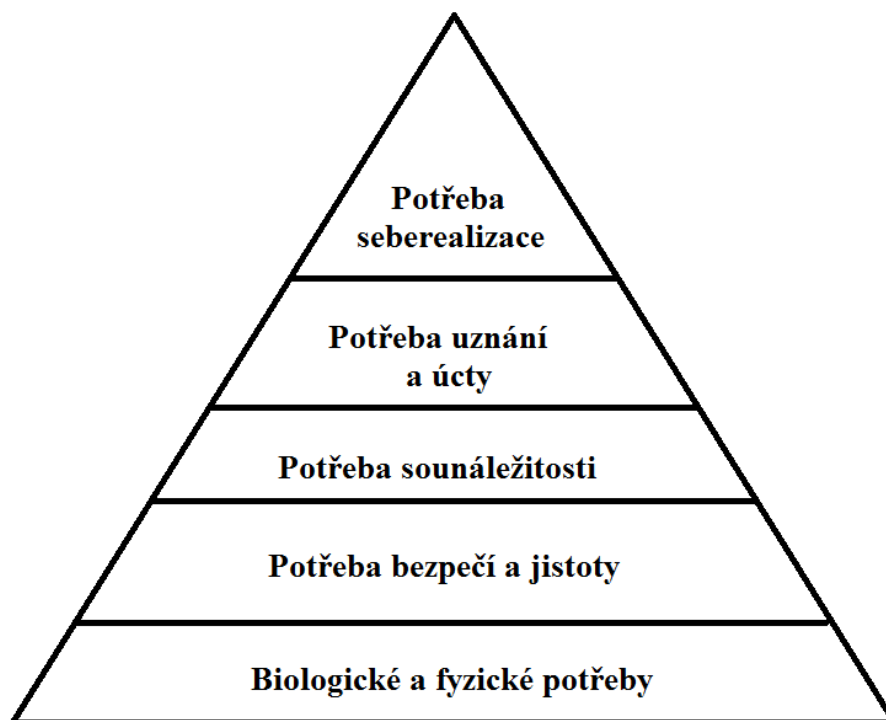 Potřeba
seberealizace
Potřeba uznání
a úcty
Potřeba sounáležitosti
Potřeba bezpečí a jistoty
Biologické a fyzické potřeby